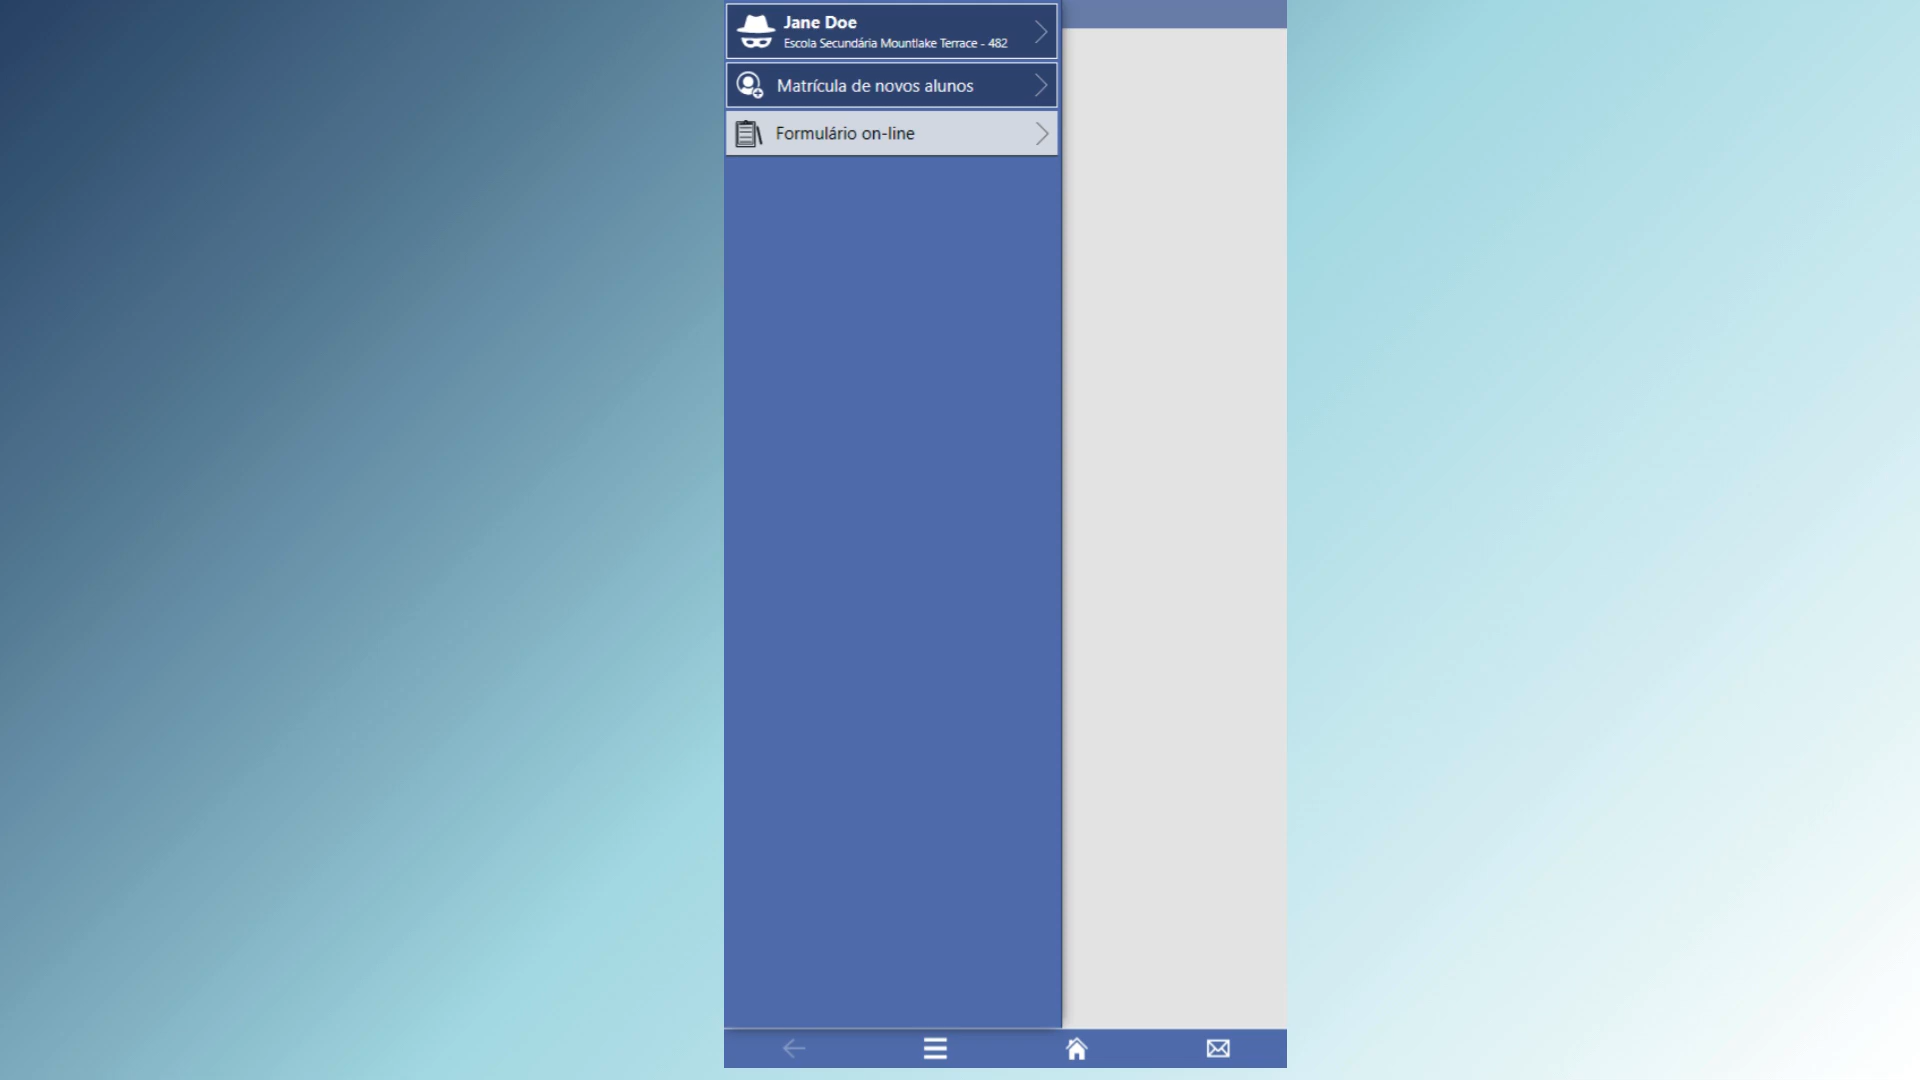 Jane Doe
Escola Secundária Mountlake Terrace - 482
Matrícula de novos alunos
Formulário on-line